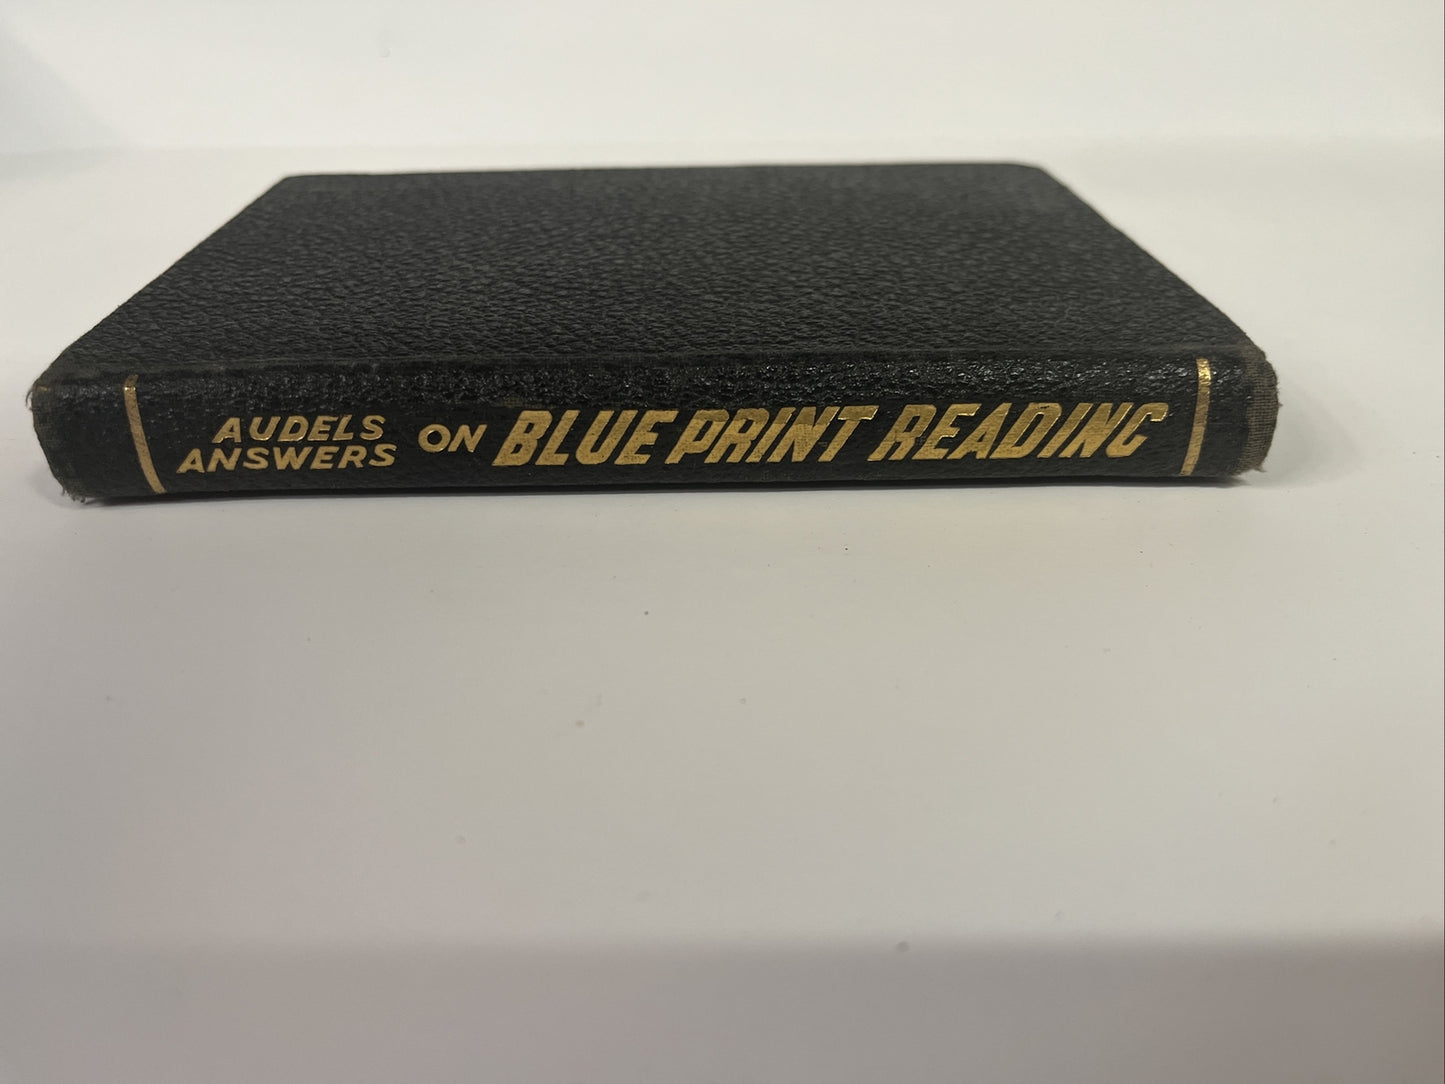 AUDELS
ANSWERS
ON BLUE PRINT READING